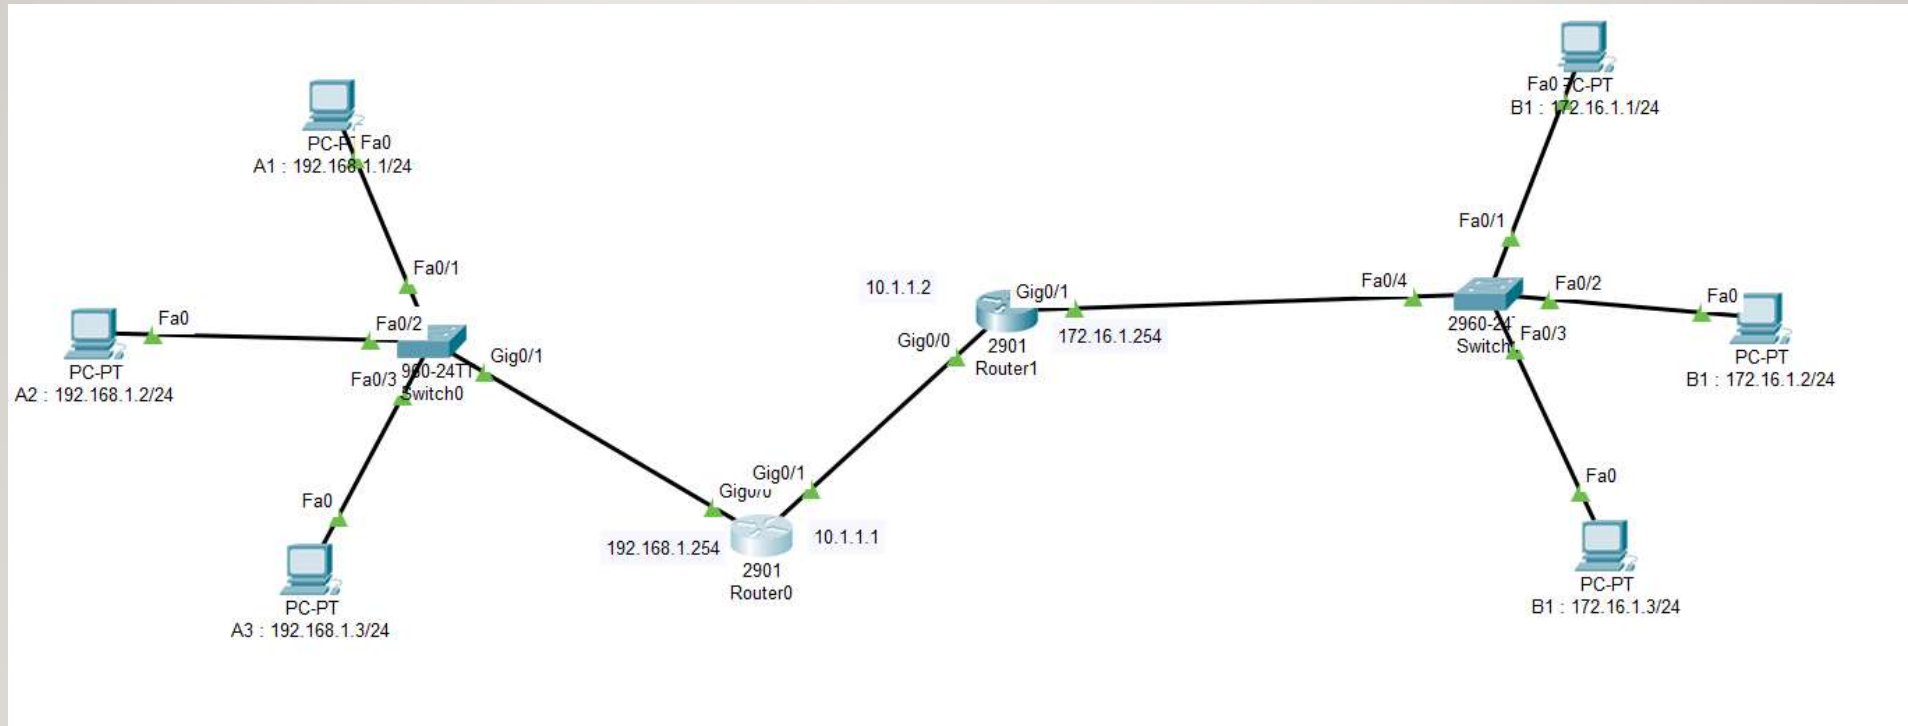 PC-PT
Fa0
A1 : 192.168.1.1/24
Fa0/1
Fa0
PC-PT
A2 : 192.168.1.2/24
Fa0/2
Gig0/1
Fa0/3
Switch0
Fa0
PC-PT
A3 : 192.168.1.3/24
Gig0/1
192.168.1.254
10.1.1.1
2901
Router0
10.1.1.2
Gig0/1
Gig0/0
172.16.1.254
2901
Router1
Fa0
B1 : 172.16.1.1/24
Fa0/1
Fa0/4
Fa0/2
Fa0/3
Switch
Fa0
PC-PT
B1 : 172.16.1.2/24
Fa0
PC-PT
B1 : 172.16.1.3/24